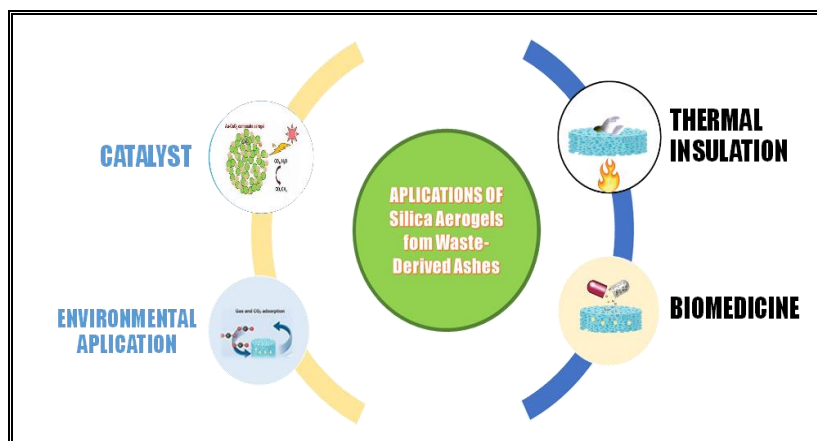 CATALYST
ENVIRONMENTAL
APLICATION
APLICATIONS OF
Silica Aerogels
fom Waste-
Derived Ashes
THERMAL
INSULATION
BIOMEDICINE
Gas and CO₂ adsorption